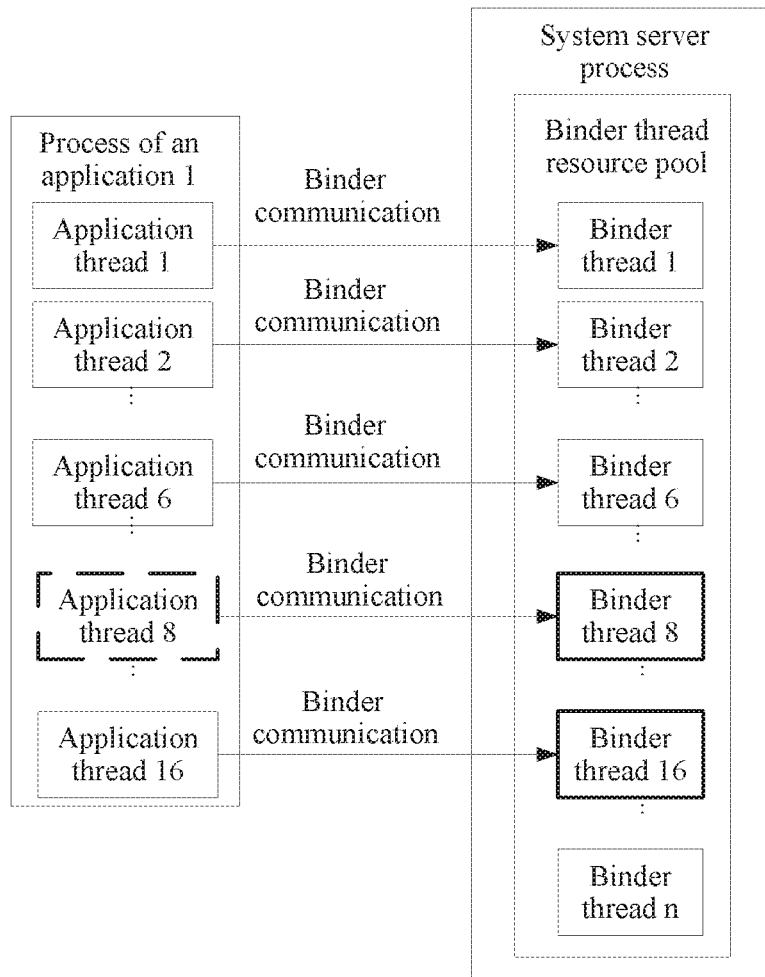 System server
process
Process of an
application 1
Binder thread
resource pool
Application
thread 1
Binder
communication
Binder
thread 1
Application
thread 2
Binder
communication
Binder
thread 2
⋮
⋮
Application
thread 6
Binder
communication
Binder
thread 6
⋮
⋮
Application
thread 8
Binder
communication
Binder
thread 8
⋮
⋮
Application
thread 16
Binder
communication
Binder
thread 16
⋮
Binder
thread n